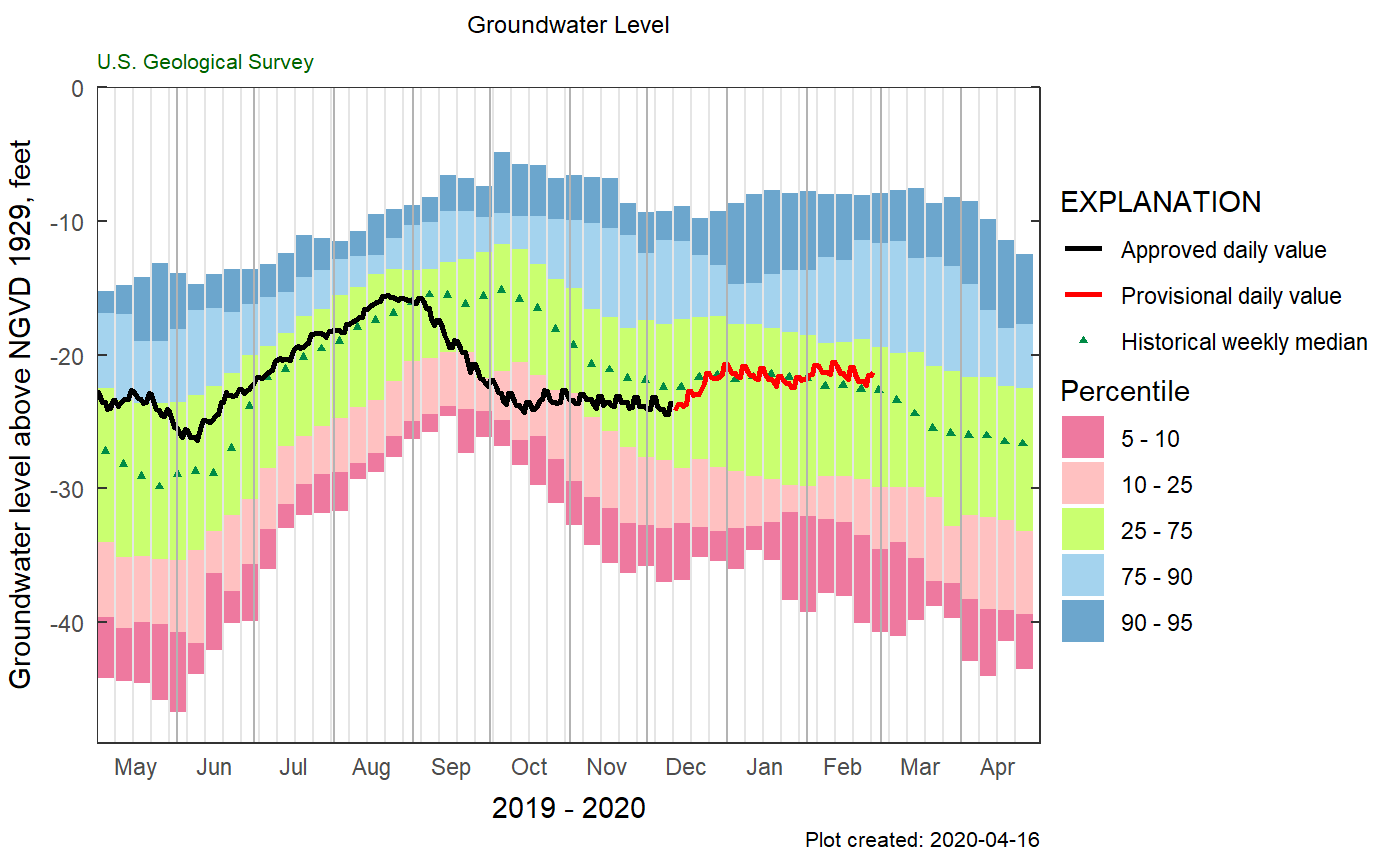 Groundwater Level
U.S. Geological Survey
Groundwater level above NGVD 1929, feet
0
-10
-20
-30
-40
May Jun Jul Aug Sep Oct Nov Dec Jan Feb Mar Apr
2019 - 2020
Plot created: 2020-04-16
EXPLANATION
Approved daily value
Provisional daily value
Historical weekly median
Percentile
5 - 10
10 - 25
25 - 75
75 - 90
90 - 95